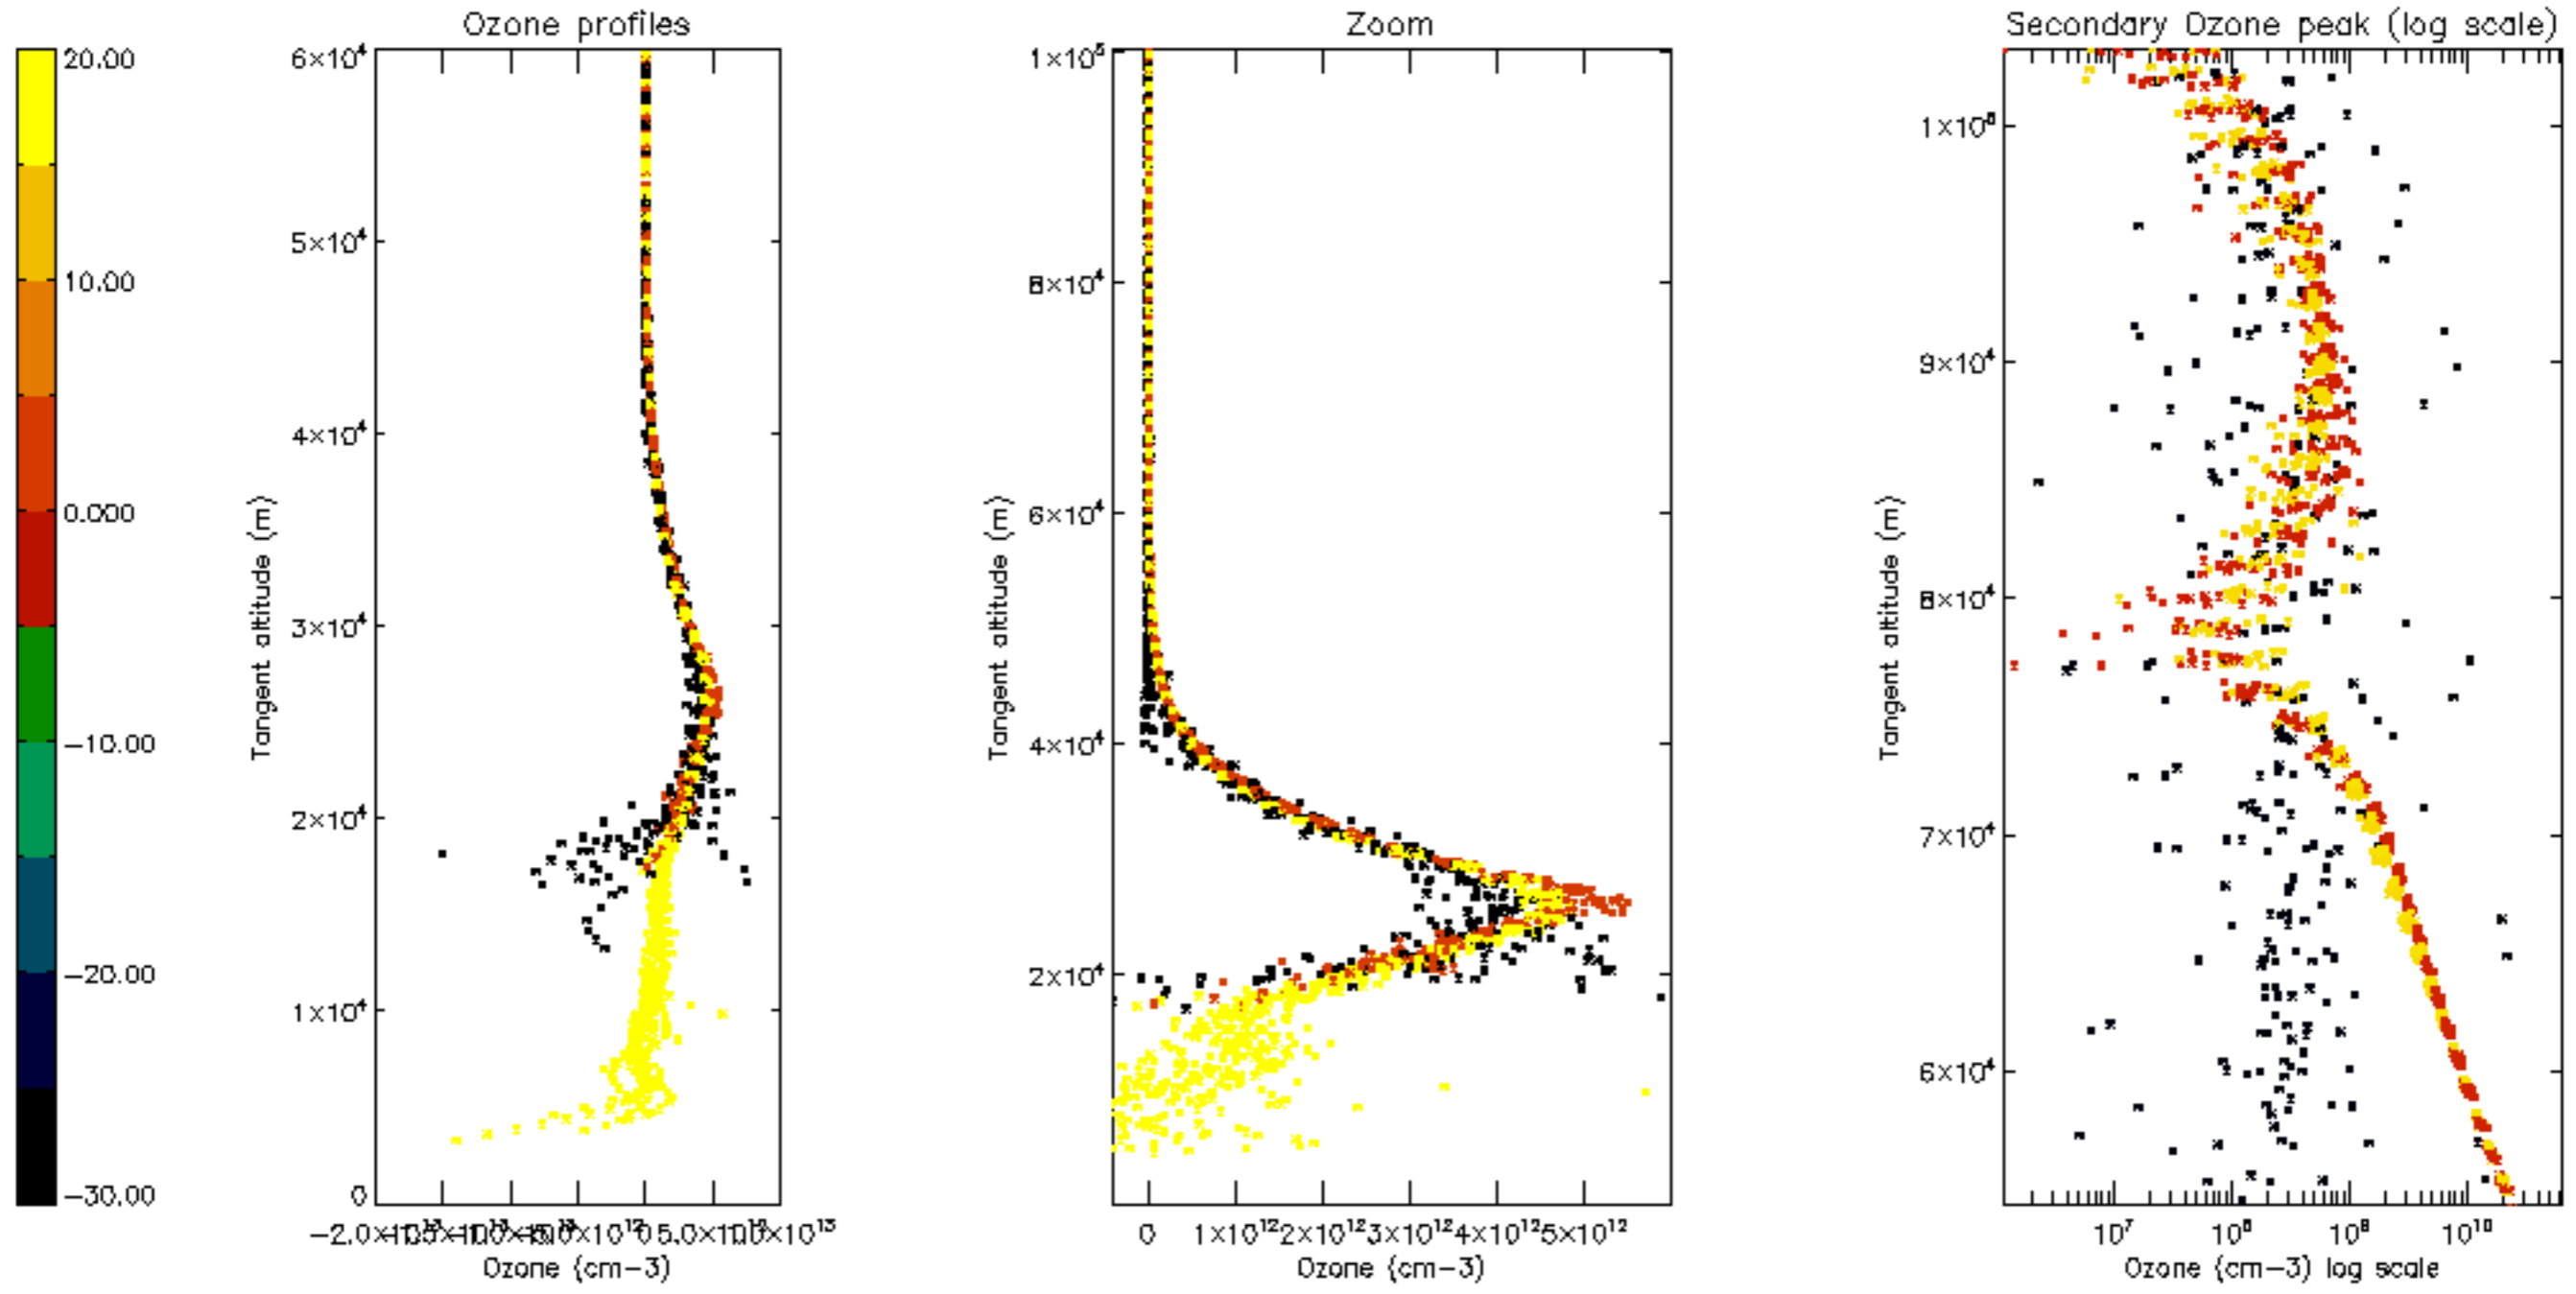 Ozone profiles
Zoom
Secondary Ozone peak (log scale)
20.00
10.00
0.000
−10.00
−20.00
−30.00
Tangent altitude (m)
6×10⁴
5×10⁴
4×10⁴
3×10⁴
2×10⁴
1×10⁴
0
Ozone (cm−3)
Tangent altitude (m)
1×10⁵
8×10⁴
6×10⁴
4×10⁴
2×10⁴
0 1×10¹² 2×10¹² 3×10¹² 4×10¹² 5×10¹²
Ozone (cm−3)
Tangent altitude (m)
1×10⁵
9×10⁴
8×10⁴
7×10⁴
6×10⁴
10⁷ 10⁸ 10⁹ 10¹⁰
Ozone (cm−3) log scale